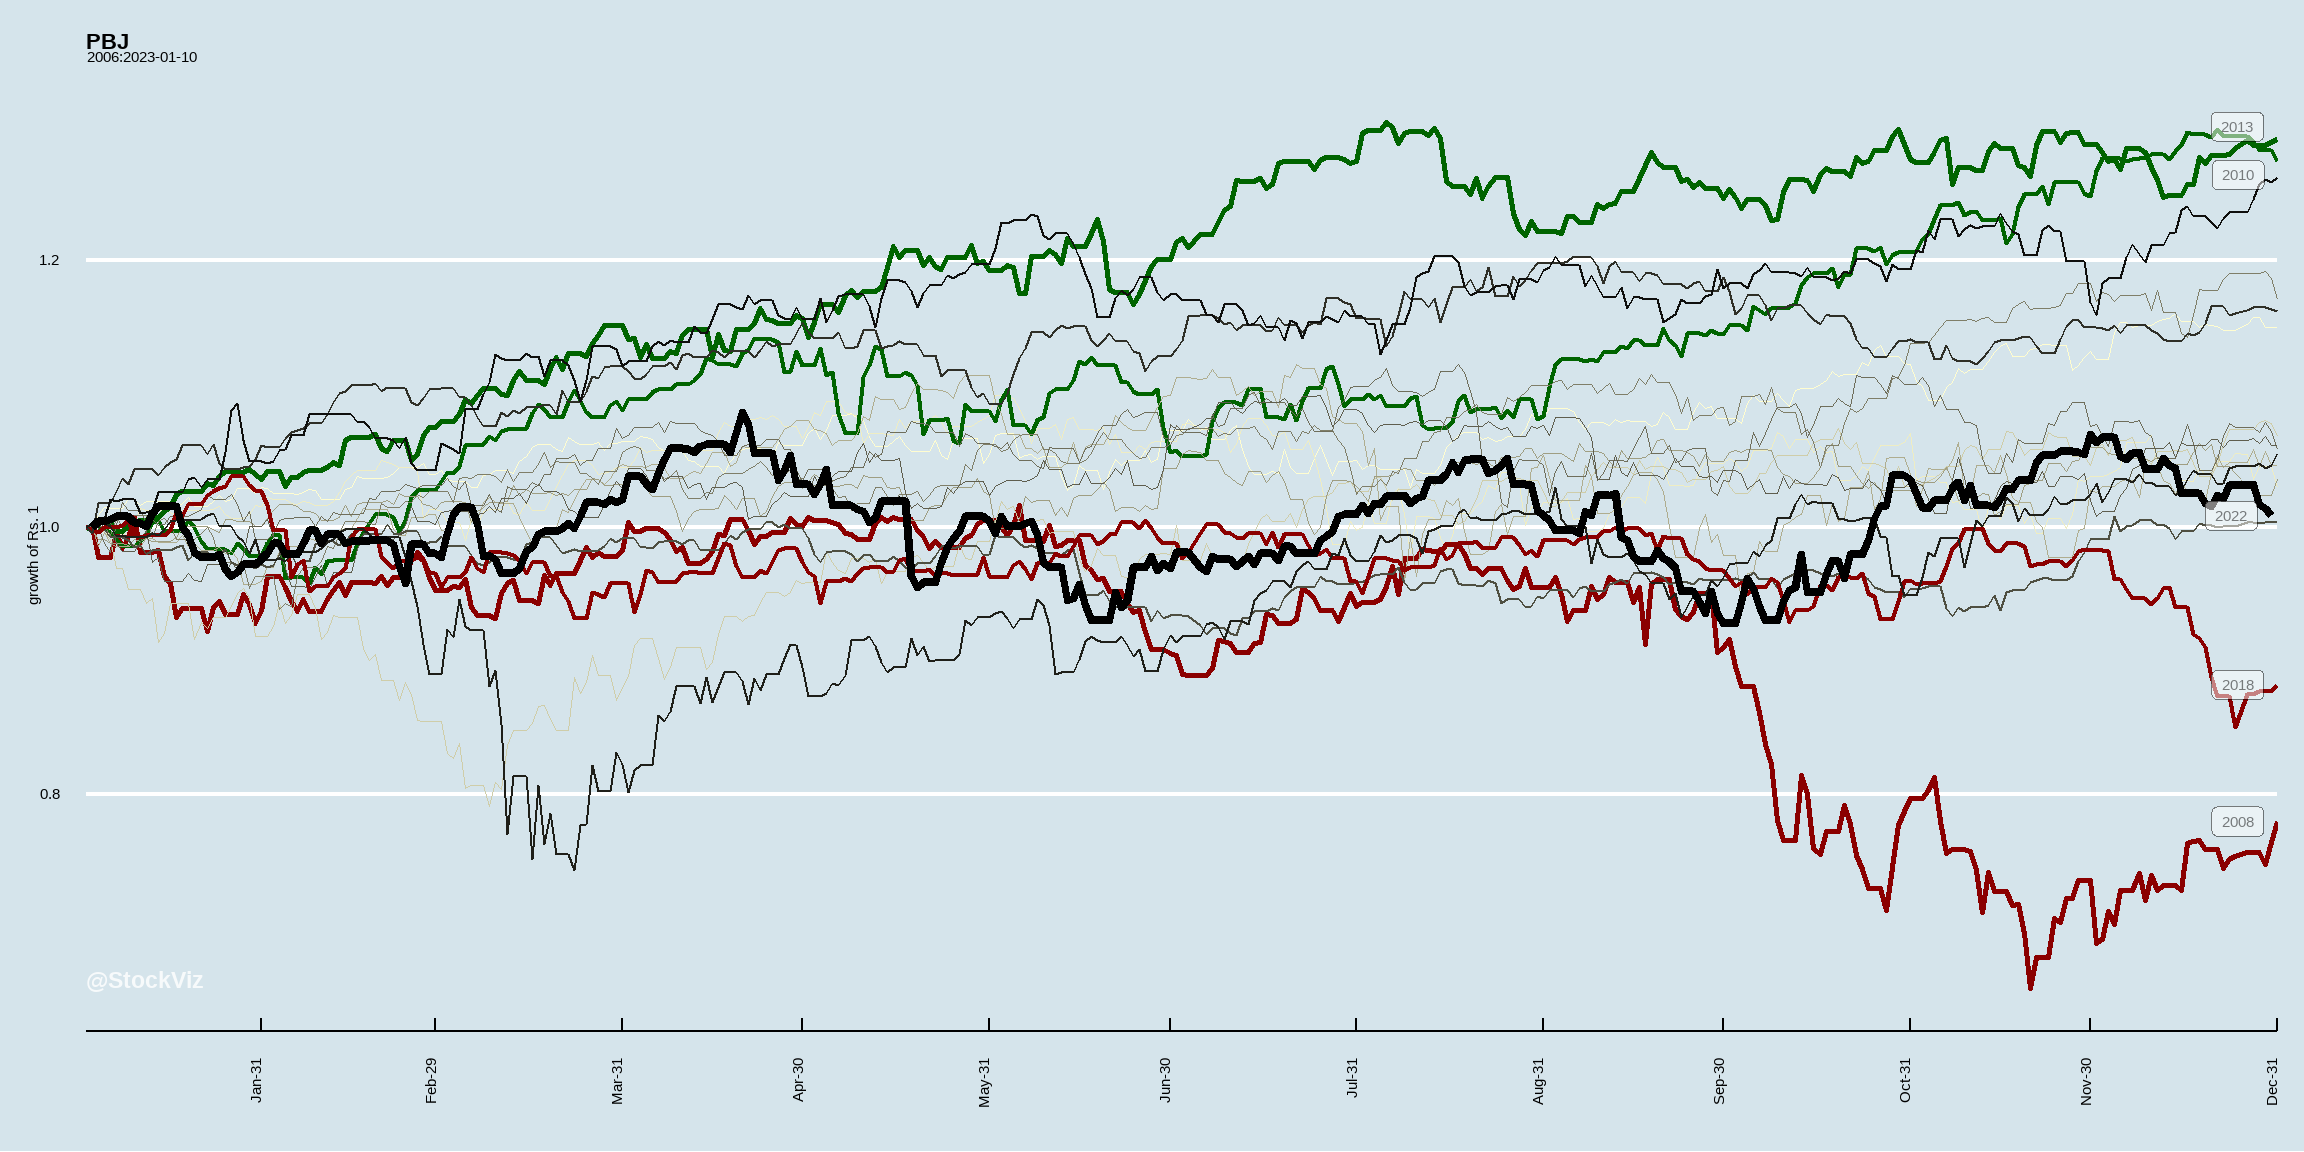 PBJ
2006:2023-01-10
2013
2010
1.2
growth of Rs. 1
1.0
2022
2018
0.8
2008
@StockViz
Jan-31
Feb-29
Mar-31
Apr-30
May-31
Jun-30
Jul-31
Aug-31
Sep-30
Oct-31
Nov-30
Dec-31